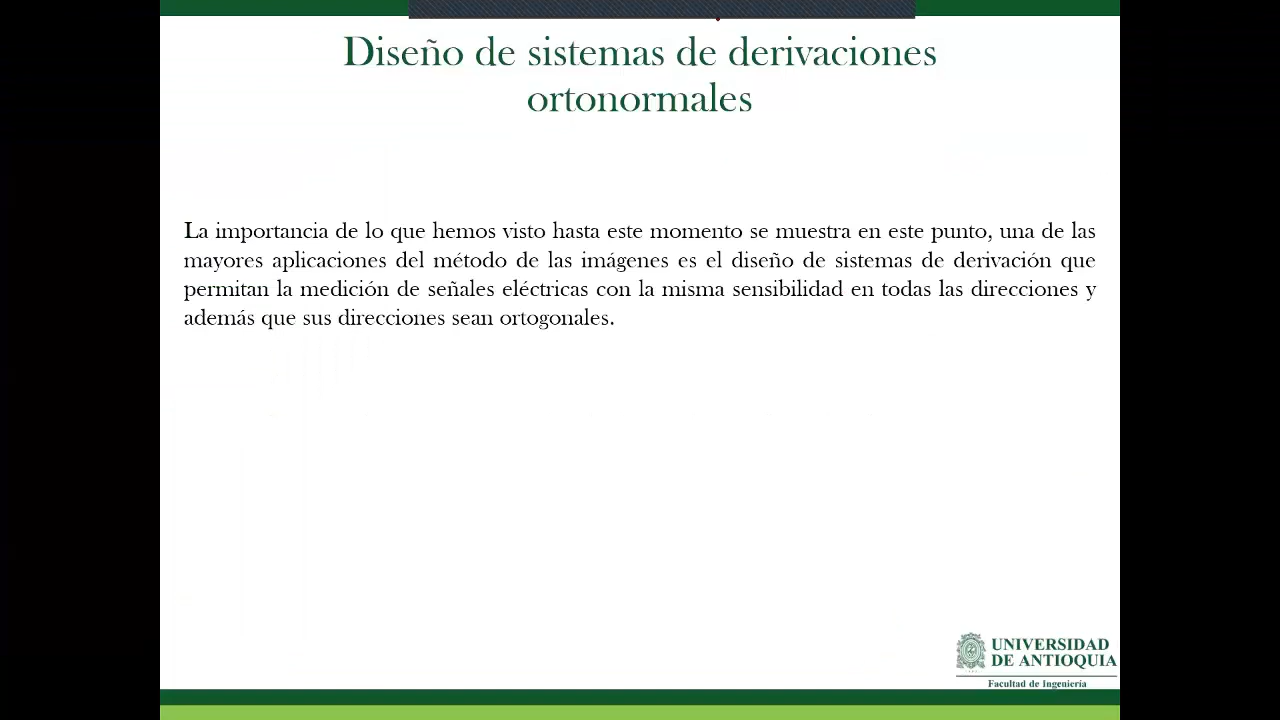 Diseño de sistemas de derivaciones
ortonormales
La importancia de lo que hemos visto hasta este momento se muestra en este punto, una de las
mayores aplicaciones del método de las imágenes es el diseño de sistemas de derivación que
permitan la medición de señales eléctricas con la misma sensibilidad en todas las direcciones y
además que sus direcciones sean ortogonales.
UNIVERSIDAD
DE ANTIOQUIA
Facultad de Ingeniería